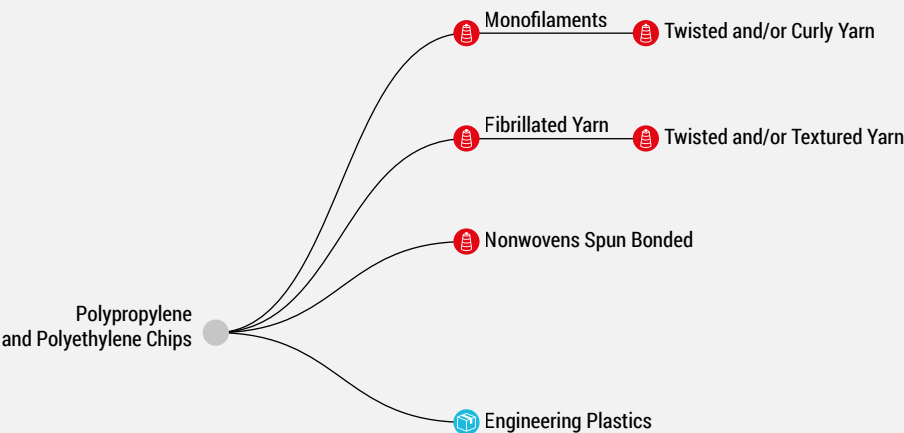 Monofilaments
Twisted and/or Curly Yarn
Fibrillated Yarn
Twisted and/or Textured Yarn
Nonwovens Spun Bonded
Polypropylene
and Polyethylene Chips
Engineering Plastics